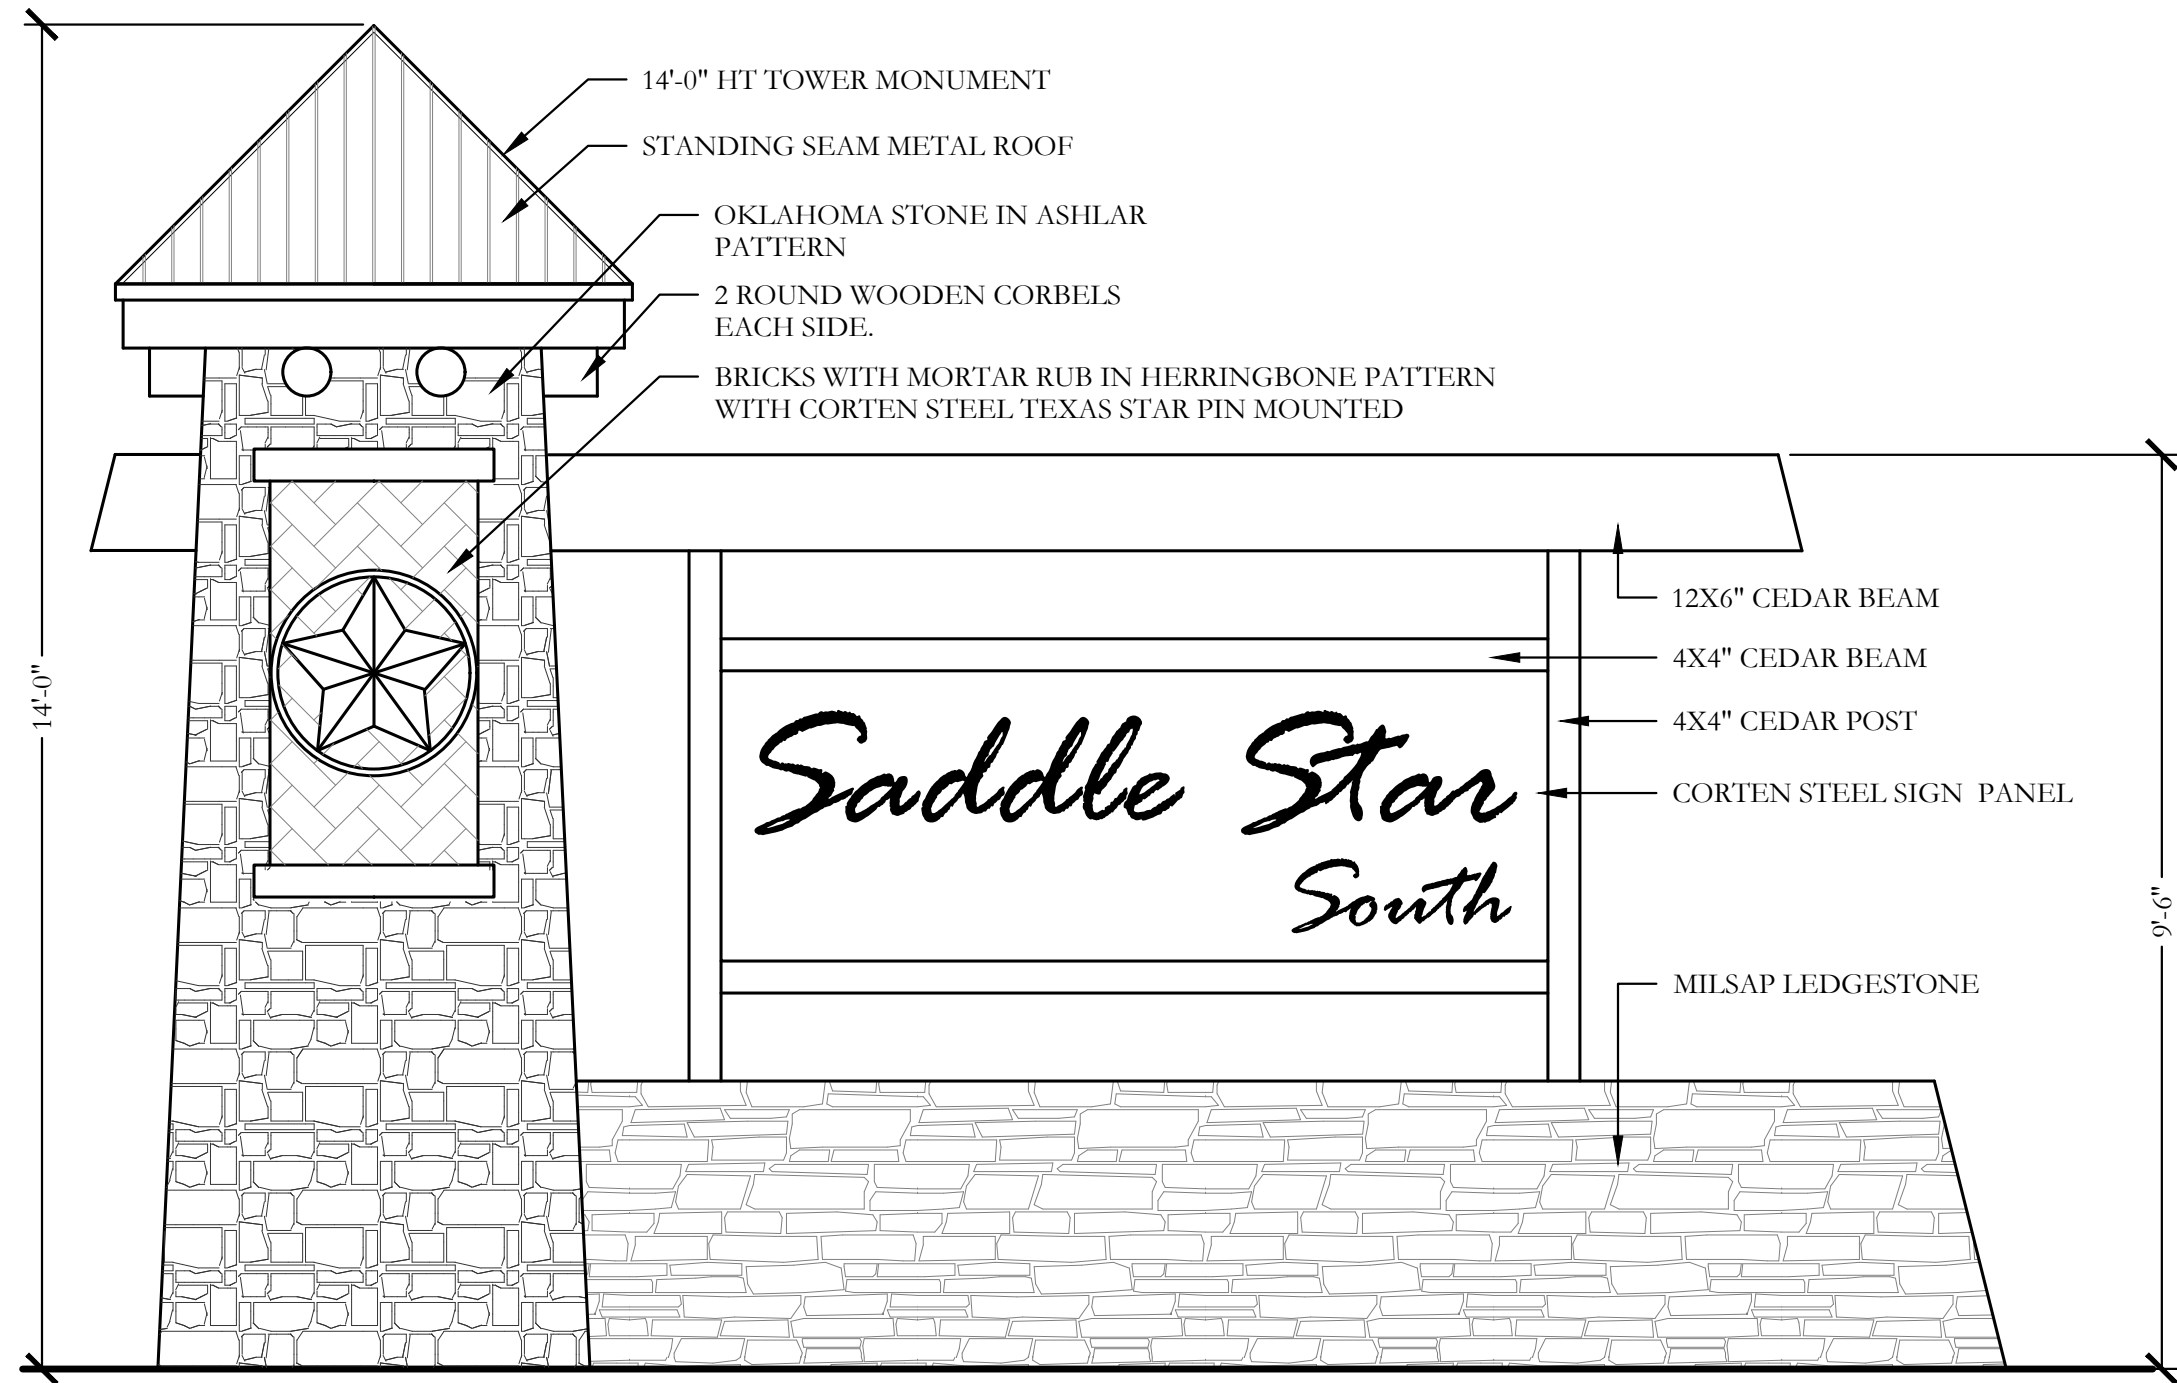 14'-0" HT TOWER MONUMENT
STANDING SEAM METAL ROOF
OKLAHOMA STONE IN ASHLAR
PATTERN
2 ROUND WOODEN CORBELS
EACH SIDE.
BRICKS WITH MORTAR RUB IN HERRINGBONE PATTERN
WITH CORTEN STEEL TEXAS STAR PIN MOUNTED
12X6" CEDAR BEAM
4X4" CEDAR BEAM
14'-0"
4X4" CEDAR POST
Saddle Star
CORTEN STEEL SIGN PANEL
South
9'-6"
MILSAP LEDGESTONE